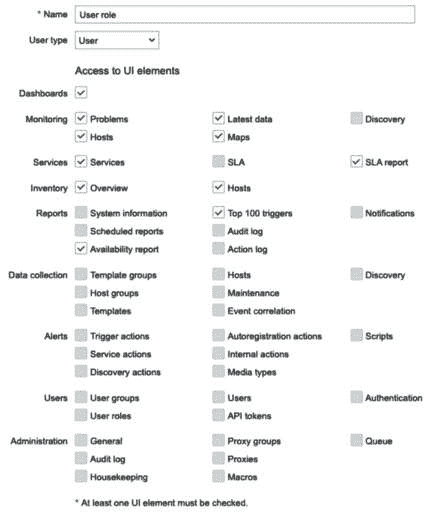 * Name User role
User type User
Access to UI elements
Dashboards
Monitoring Problems Latest data Discovery
Hosts Maps
Services Services SLA SLA report
Inventory Overview Hosts
Reports System information Top 100 triggers Notifications
Scheduled reports Audit log
Availability report Action log
Data collection Template groups Hosts Discovery
Host groups Maintenance
Templates Event correlation
Alerts Trigger actions Autoregistration actions Scripts
Service actions Internal actions
Discovery actions Media types
Users User groups Users Authentication
User roles API tokens
Administration General Proxy groups Queue
Audit log Proxies
Housekeeping Macros
* At least one UI element must be checked.